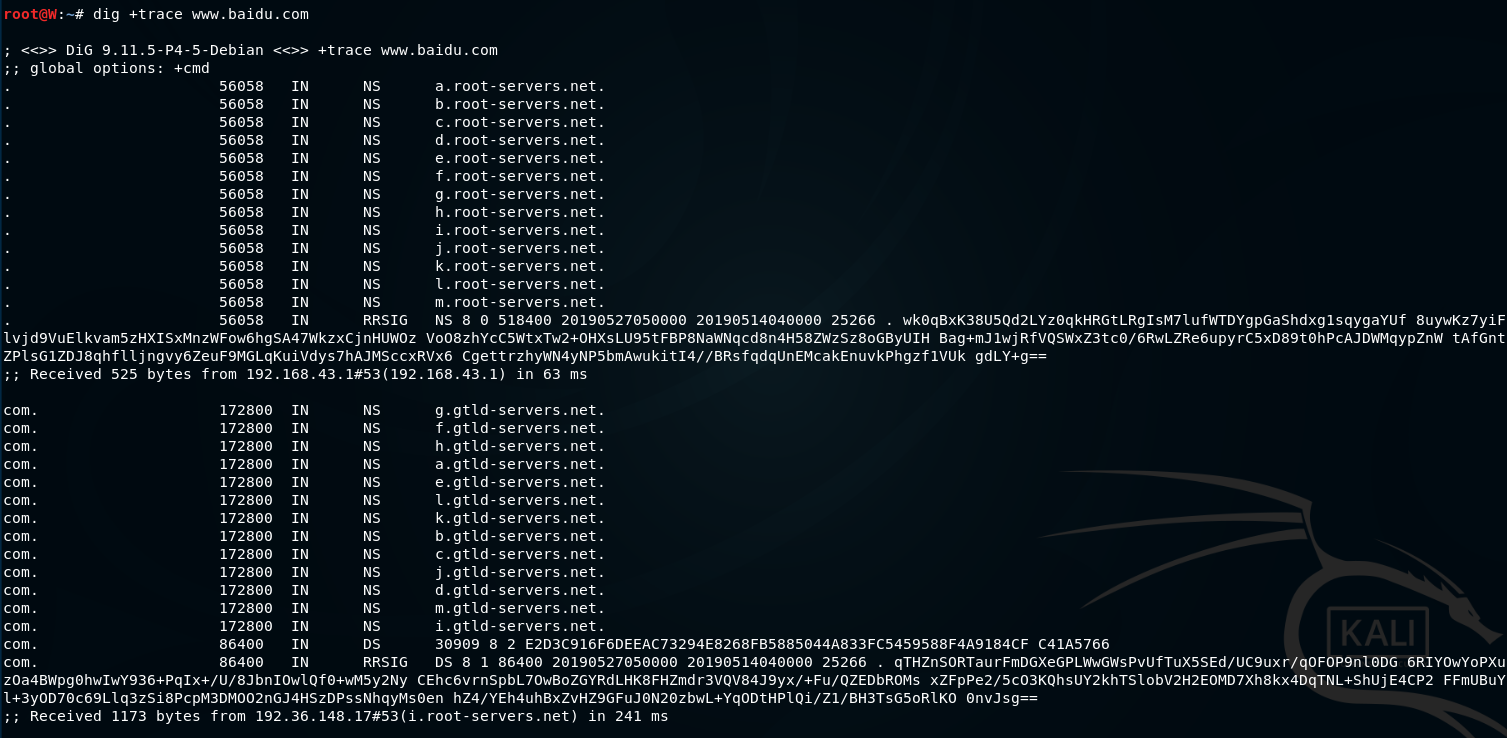 root@W:~# dig +trace www.baidu.com
; <<>> DiG 9.11.5-P4-5-Debian <<>> +trace www.baidu.com
;; global options: +cmd
. 56058 IN NS a.root-servers.net.
. 56058 IN NS b.root-servers.net.
. 56058 IN NS c.root-servers.net.
. 56058 IN NS d.root-servers.net.
. 56058 IN NS e.root-servers.net.
. 56058 IN NS f.root-servers.net.
. 56058 IN NS g.root-servers.net.
. 56058 IN NS h.root-servers.net.
. 56058 IN NS i.root-servers.net.
. 56058 IN NS j.root-servers.net.
. 56058 IN NS k.root-servers.net.
. 56058 IN NS l.root-servers.net.
. 56058 IN NS m.root-servers.net.
. 56058 IN RRSIG NS 8 0 518400 20190527050000 20190514040000 25266 . wk0qBxK38U5Qd2LYz0qkHRGtLRgIsM7lufWTDYgpGaShdxg1sqygaYUf 8uywKz7yiF
lvjd9VuElkvam5zHXISxMnzWFow6hgSA47WkzxCjnHUWOz VoO8zhYcC5WtxTw2+OHXsLU95tFBP8NaWNqcd8n4H58ZWzSz8oGByUIH Bag+mJ1wjRfVQSWxZ3tc0/6RwLZRe6upyrC5xD89t0hPcAJDWMqypZnW tAfGnt
ZPlsG1ZDJ8qhflljngvy6ZeuF9MGLqKuiVdys7hAJMSccxRVx6 CgettrzhyWN4yNP5bmAwukitI4//BRsfqdqUnEMcakEnuvkPhgzf1VUk gdLY+g==
;; Received 525 bytes from 192.168.43.1#53(192.168.43.1) in 63 ms
com. 172800 IN NS g.gtld-servers.net.
com. 172800 IN NS f.gtld-servers.net.
com. 172800 IN NS h.gtld-servers.net.
com. 172800 IN NS a.gtld-servers.net.
com. 172800 IN NS e.gtld-servers.net.
com. 172800 IN NS l.gtld-servers.net.
com. 172800 IN NS k.gtld-servers.net.
com. 172800 IN NS b.gtld-servers.net.
com. 172800 IN NS c.gtld-servers.net.
com. 172800 IN NS j.gtld-servers.net.
com. 172800 IN NS d.gtld-servers.net.
com. 172800 IN NS m.gtld-servers.net.
com. 172800 IN NS i.gtld-servers.net.
com. 86400 IN DS 30909 8 2 E2D3C916F6DEEAC73294E8268FB5885044A833FC5459588F4A9184CF C41A5766
com. 86400 IN RRSIG DS 8 1 86400 20190527050000 20190514040000 25266 . qTHZnSORTaurFmDGXeGPLWwGWsPvUfTuX5SEd/UC9uxr/qOFOP9nl0DG 6RIYOwYoPXu
zOa4BWpg0hwIwY936+PqIx+/U/8JbnIOwlQf0+wM5y2Ny CEhc6vrnSpbL7OwBoZGYRdLHK8FHZmdr3VQV84J9yx/+Fu/QZEDbROMs xZFpPe2/5cO3KQhsUY2khTSlobV2H2EOMD7Xh8kx4DqTNL+ShUjE4CP2 FFmUBuY
l+3yOD70c69Llq3zSi8PcpM3DMOO2nGJ4HSzDPssNhqyMs0en hZ4/YEh4uhBxZvHZ9GFuJ0N20zbwL+YqODtHPlQi/Z1/BH3TsG5oRlKO 0nvJsg==
;; Received 1173 bytes from 192.36.148.17#53(i.root-servers.net) in 241 ms
KALI